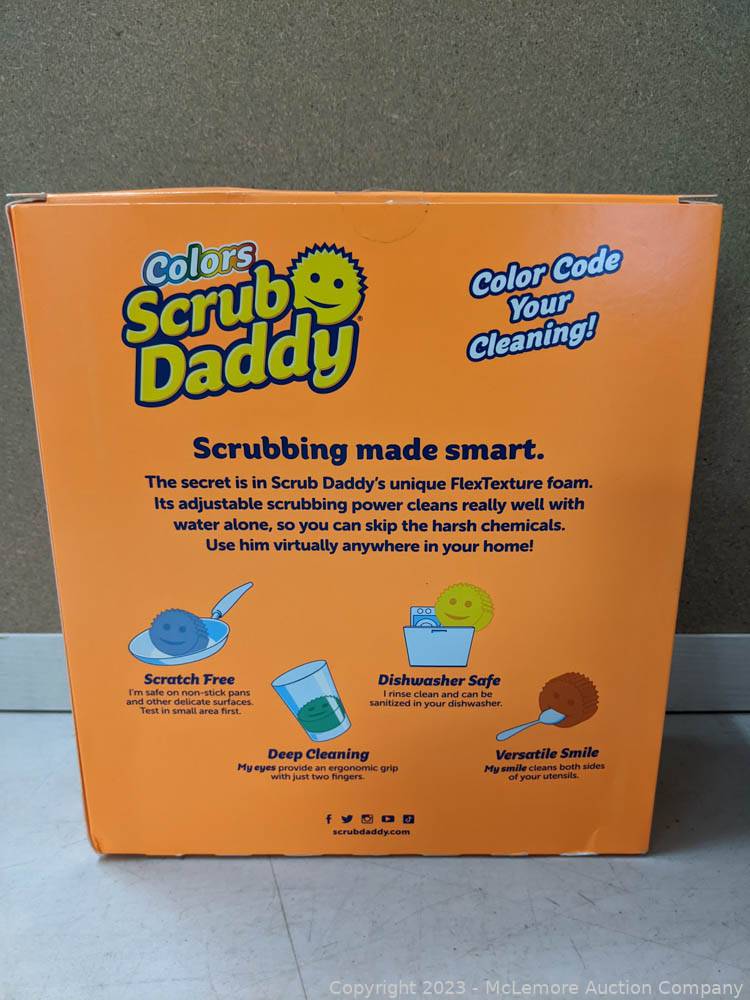 Colors
Scrub
Daddy®
Color Code
Your
Cleaning!
Scrubbing made smart.
The secret is in Scrub Daddy's unique FlexTexture foam.
Its adjustable scrubbing power cleans really well with
water alone, so you can skip the harsh chemicals.
Use him virtually anywhere in your home!
Scratch Free
I'm safe on non-stick pans
and other delicate surfaces.
Test in small area first.
Dishwasher Safe
I rinse clean and can be
sanitized in your dishwasher.
Deep Cleaning
My eyes provide an ergonomic grip
with just two fingers.
Versatile Smile
My smile cleans both sides
of your utensils.
scrubdaddy.com
Copyright 2023 - McLemore Auction Company